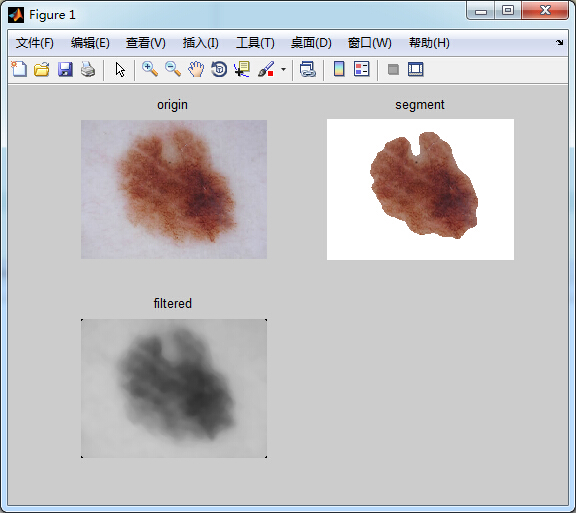 Figure 1
文件(F) 编辑(E) 查看(V) 插入(I) 工具(T) 桌面(D) 窗口(W) 帮助(H)
origin segment
filtered